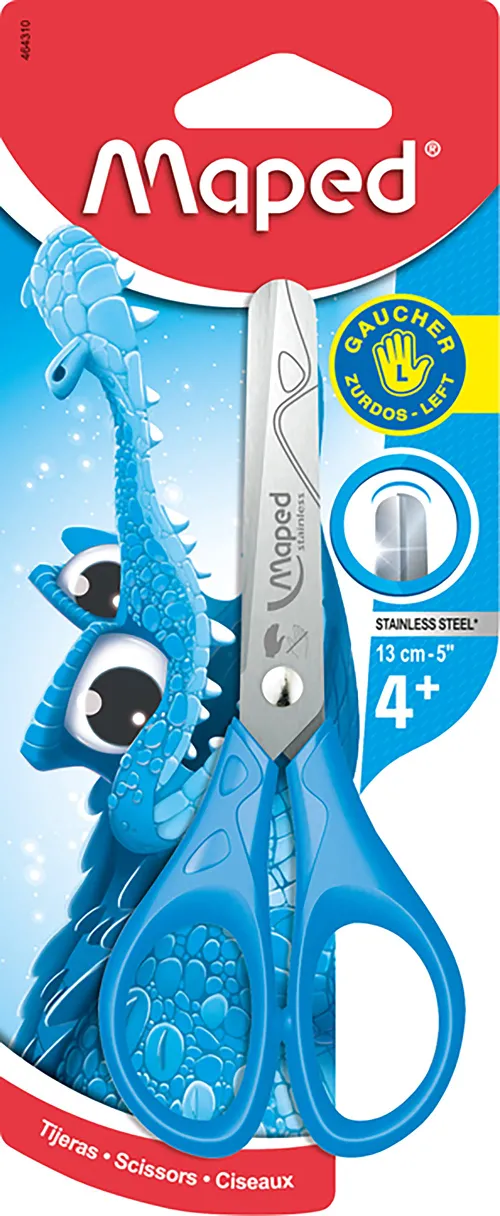 464310
Maped®
GAUCHER
L
ZURDOS - LEFT
Maped
stainless
STAINLESS STEEL*
13 cm - 5"
4+
Tijeras • Scissors • Ciseaux